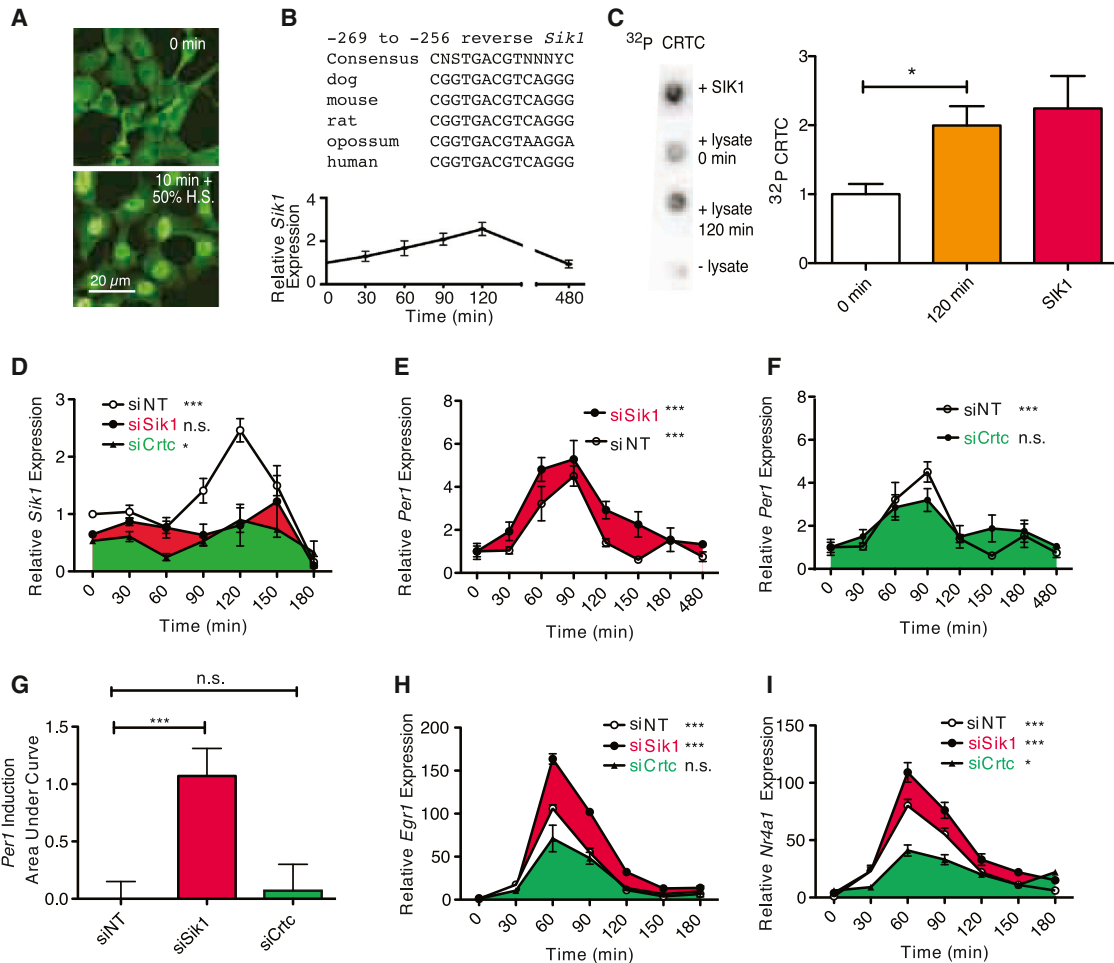 A
0 min
10 min +
50% H.S.
20 µm
B
-269 to -256 reverse Sik1
Consensus CNSTGACGTNNNYC
dog CGGTGACGTCAGGG
mouse CGGTGACGTCAGGG
rat CGGTGACGTCAGGG
opossum CGGTGACGTAAGGA
human CGGTGACGTCAGGG
Relative Sik1
Expression
4
2
0
0 30 60 90 120 480
Time (min)
C
32P CRTC
+ SIK1
+ lysate
0 min
+ lysate
120 min
- lysate
32P CRTC
3
2
1
0
*
0 min
120 min
SIK1
D
Relative Sik1 Expression
3
2
1
0
siNT ***
siSik1 n.s.
siCrtc *
0 30 60 90 120 150 180
Time (min)
E
Relative Per1 Expression
8
6
4
2
0
siSik1 ***
siNT ***
0 30 60 90 120 150 180 480
Time (min)
F
Relative Per1 Expression
8
6
4
2
0
siNT ***
siCrtc n.s.
0 30 60 90 120 150 180 480
Time (min)
G
n.s.
***
Per1 Induction
Area Under Curve
1.5
1.0
0.5
0.0
siNT
siSik1
siCrtc
H
Relative Egr1 Expression
200
150
100
50
0
siNT ***
siSik1 ***
siCrtc n.s.
0 30 60 90 120 150 180
Time (min)
I
Relative Nr4a1 Expression
150
100
50
0
siNT ***
siSik1 ***
siCrtc *
0 30 60 90 120 150 180
Time (min)